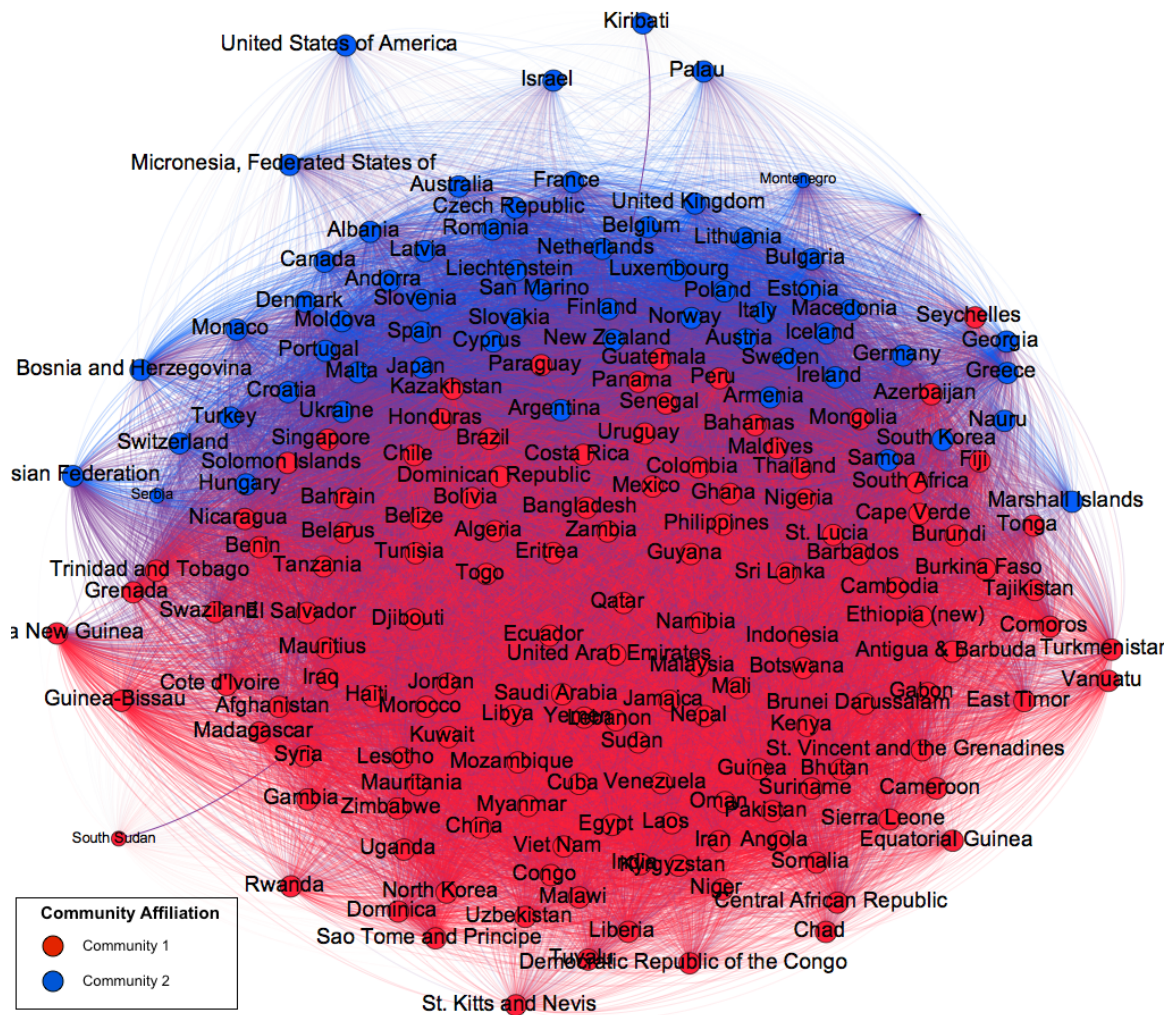 Kiribati
United States of America
Israel
Palau
Micronesia, Federated States of
Australia
France
Montenegro
Czech Republic
United Kingdom
Albania
Romania
Belgium
Lithuania
Latvia
Netherlands
Bulgaria
Canada
Andorra
Liechtenstein
Luxembourg
Denmark
Slovenia
San Marino
Poland
Estonia
Monaco
Moldova
Slovakia
Finland
Norway
Italy
Macedonia
Seychelles
Spain
Cyprus
New Zealand
Austria
Iceland
Georgia
Portugal
Paraguay
Guatemala
Sweden
Germany
Bosnia and Herzegovina
Malta
Japan
Panama
Peru
Ireland
Greece
Croatia
Kazakhstan
Senegal
Armenia
Azerbaijan
Turkey
Ukraine
Honduras
Argentina
Bahamas
Mongolia
Nauru
Switzerland
Singapore
Brazil
Uruguay
Maldives
South Korea
Solomon Islands
Chile
Costa Rica
Colombia
Thailand
Samoa
Fiji
sian Federation
Hungary
Dominican Republic
Mexico
Ghana
Nigeria
South Africa
Serbia
Bahrain
Bolivia
Bangladesh
Marshall Islands
Nicaragua
Belize
Philippines
Cape Verde
Tonga
Benin
Belarus
Algeria
Zambia
St. Lucia
Burundi
Trinidad and Tobago
Tanzania
Tunisia
Eritrea
Guyana
Barbados
Grenada
Togo
Sri Lanka
Cambodia
Burkina Faso
Tajikistan
Swaziland
El Salvador
Djibouti
Qatar
Namibia
Ethiopia (new)
Comoros
a New Guinea
Mauritius
Ecuador
Indonesia
Antigua & Barbuda
Turkmenistan
United Arab Emirates
Malaysia
Botswana
Guinea-Bissau
Cote d'Ivoire
Iraq
Jordan
Mali
Gabon
Vanuatu
Afghanistan
Haiti
Morocco
Saudi Arabia
Jamaica
Brunei Darussalam
East Timor
Madagascar
Libya
Yemen
Lebanon
Nepal
Kenya
Syria
Kuwait
Sudan
St. Vincent and the Grenadines
Lesotho
Mozambique
Guinea
Bhutan
Gambia
Mauritania
Cuba
Venezuela
Suriname
Cameroon
Zimbabwe
Myanmar
Oman
Pakistan
Sierra Leone
South Sudan
China
Egypt
Laos
Iran
Angola
Equatorial Guinea
Uganda
Viet Nam
India
Kyrgyzstan
Somalia
Rwanda
North Korea
Congo
Malawi
Niger
Central African Republic
Dominica
Uzbekistan
Liberia
Chad
Sao Tome and Principe
Tuvalu
Democratic Republic of the Congo
St. Kitts and Nevis
Community Affiliation
Community 1
Community 2